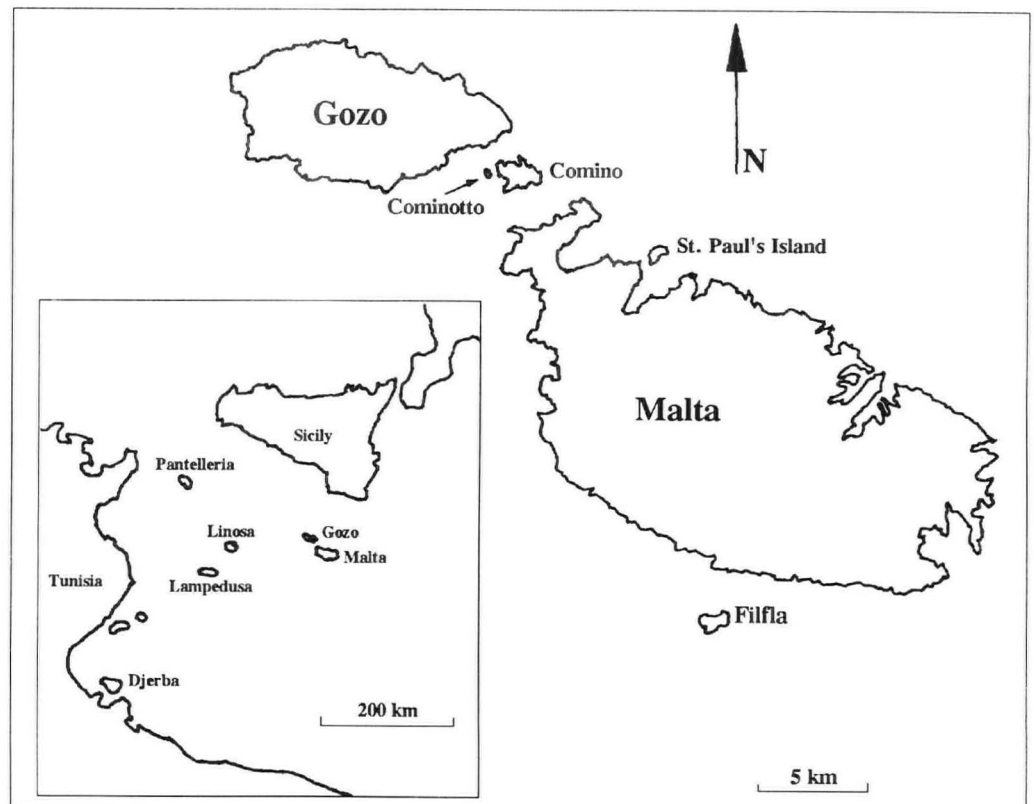 Gozo
N
Comino
Cominotto
St. Paul's Island
Malta
Filfla
5 km
Sicily
Pantelleria
Linosa
Gozo
Malta
Tunisia
Lampedusa
Djerba
200 km